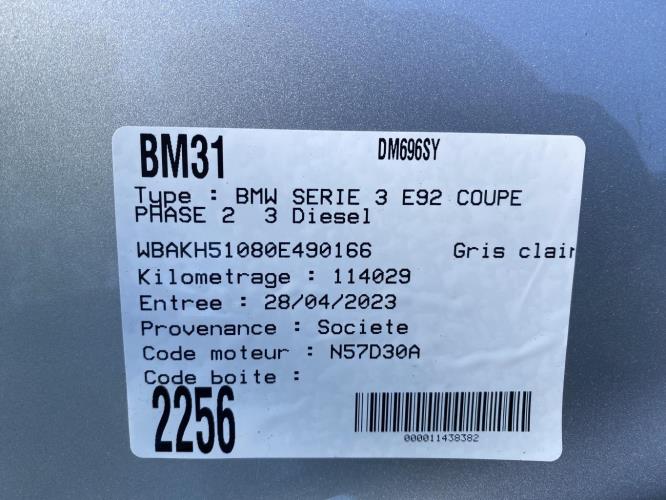 BM31 DM696SY
Type : BMW SERIE 3 E92 COUPE
PHASE 2 3 Diesel
WBAKH51080E490166 Gris clair
Kilometrage : 114029
Entree : 28/04/2023
Provenance : Societe
Code moteur : N57D30A
Code boite :
2256
000011438382